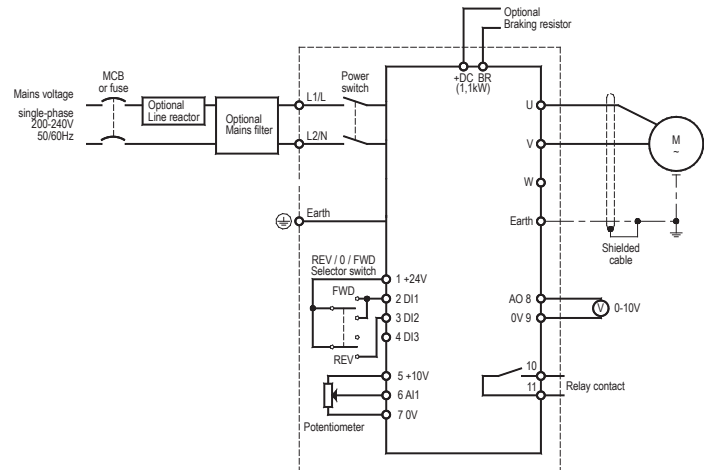 Optional
Braking resistor
+DC BR
(1,1kW)
MCB
or fuse
Mains voltage
single-phase
200-240V
50/60Hz
Optional
Line reactor
Optional
Mains filter
L1/L
Power
switch
L2/N
Earth
U
V
W
Earth
M
~
Shielded
cable
REV / 0 / FWD
Selector switch
FWD
REV
1 +24V
2 DI1
3 DI2
4 DI3
5 +10V
6 AI1
7 0V
Potentiometer
AO 8
0V 9
V
0-10V
10
11
Relay contact